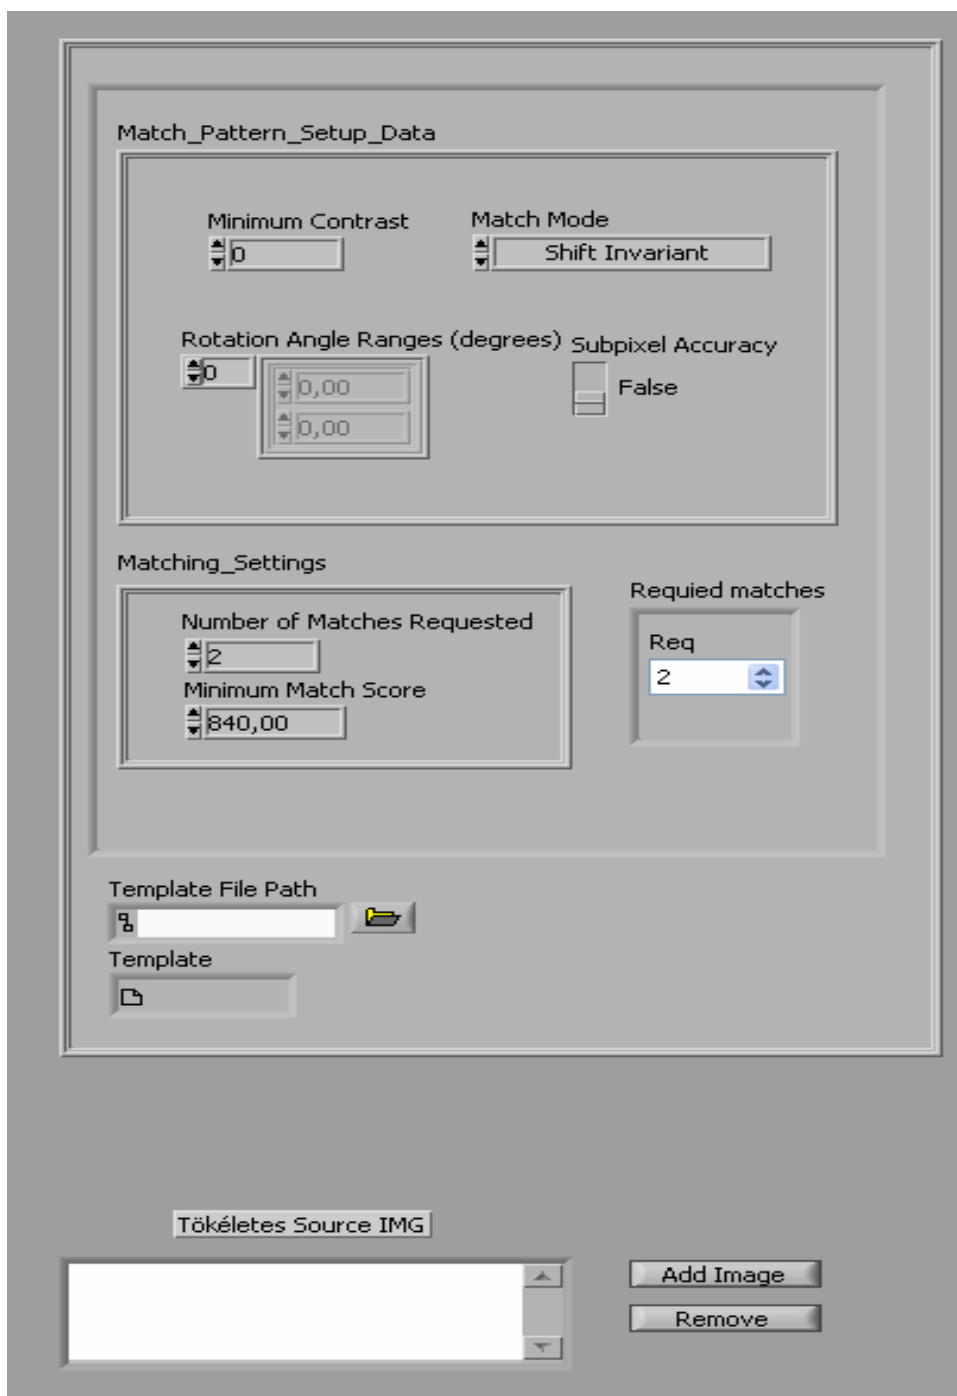 Match_Pattern_Setup_Data
Minimum Contrast
0
Match Mode
Shift Invariant
Rotation Angle Ranges (degrees)
0
0,00
0,00
Subpixel Accuracy
False
Matching_Settings
Number of Matches Requested
2
Minimum Match Score
840,00
Requied matches
Req
2
Template File Path
Template
Tökéletes Source IMG
Add Image
Remove